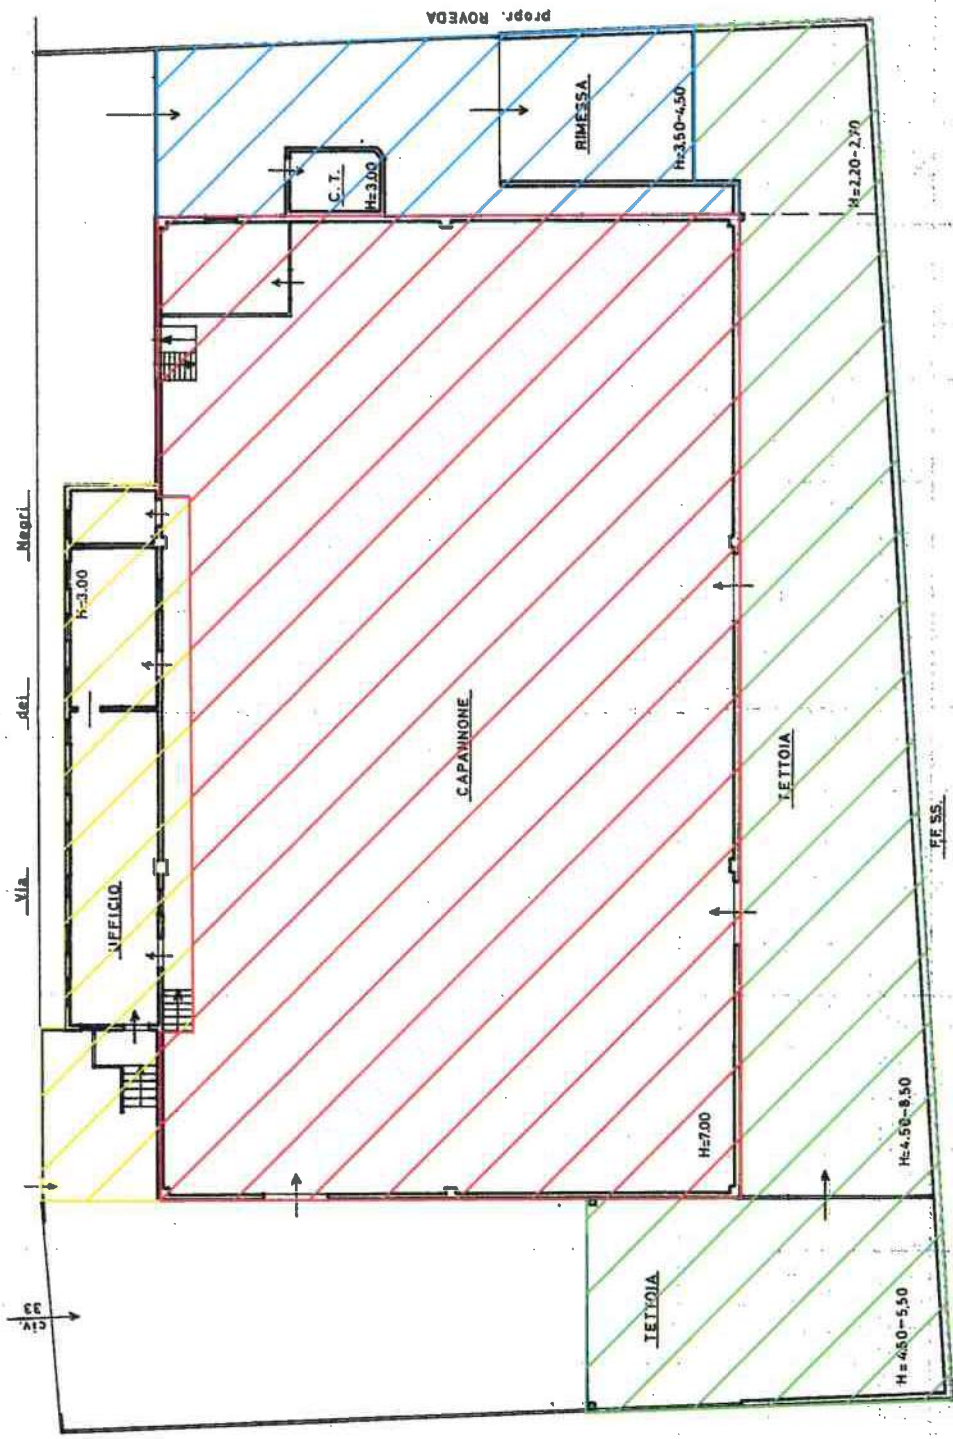 propr. ROVEDA
Via dei Negri
civ. 33
RIMESSA
H=3,50-4,50
C.T.
H=3.00
H=2,20-2,70
H=3.00
UFFICIO
CAPANNONE
H=7.00
TETTOIA
H=4.50-8,50
FF. SS.
TETTOIA
H=4.50-5,50